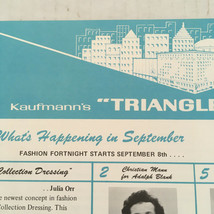 Kaufmann's "TRIANGLE
What's Happening in September
FASHION FORTNIGHT STARTS SEPTEMBER 8th . . . .
Collection Dressing"
Julia Orr
newest concept in fashion
Collection Dressing. This
2 Christian Mann
for Adolph Blank
5